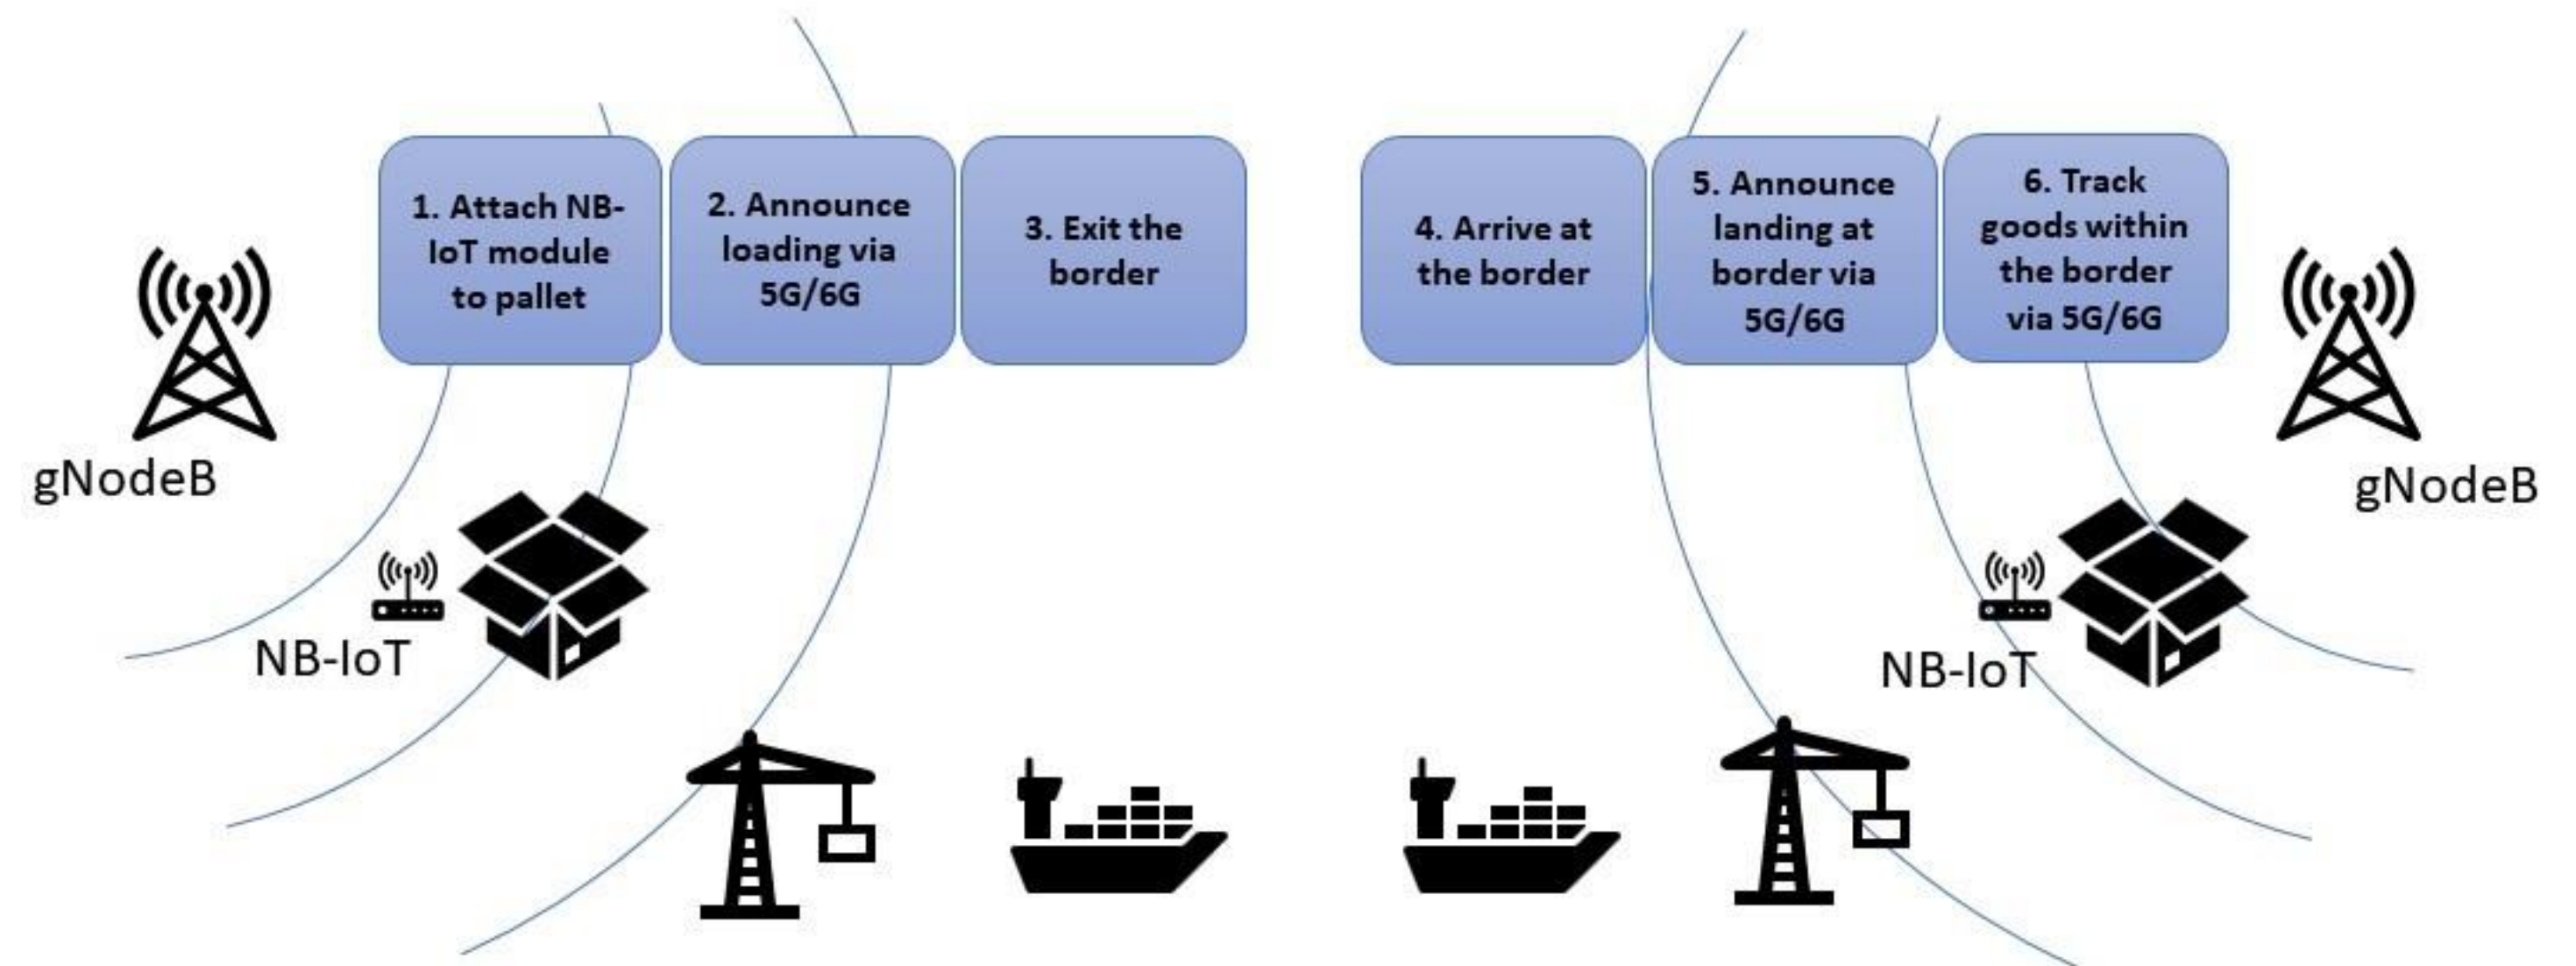 1. Attach NB-
IoT module
to pallet
2. Announce
loading via
5G/6G
3. Exit the
border
4. Arrive at
the border
5. Announce
landing at
border via
5G/6G
6. Track
goods within
the border
via 5G/6G
gNodeB
gNodeB
NB-IoT
NB-IoT